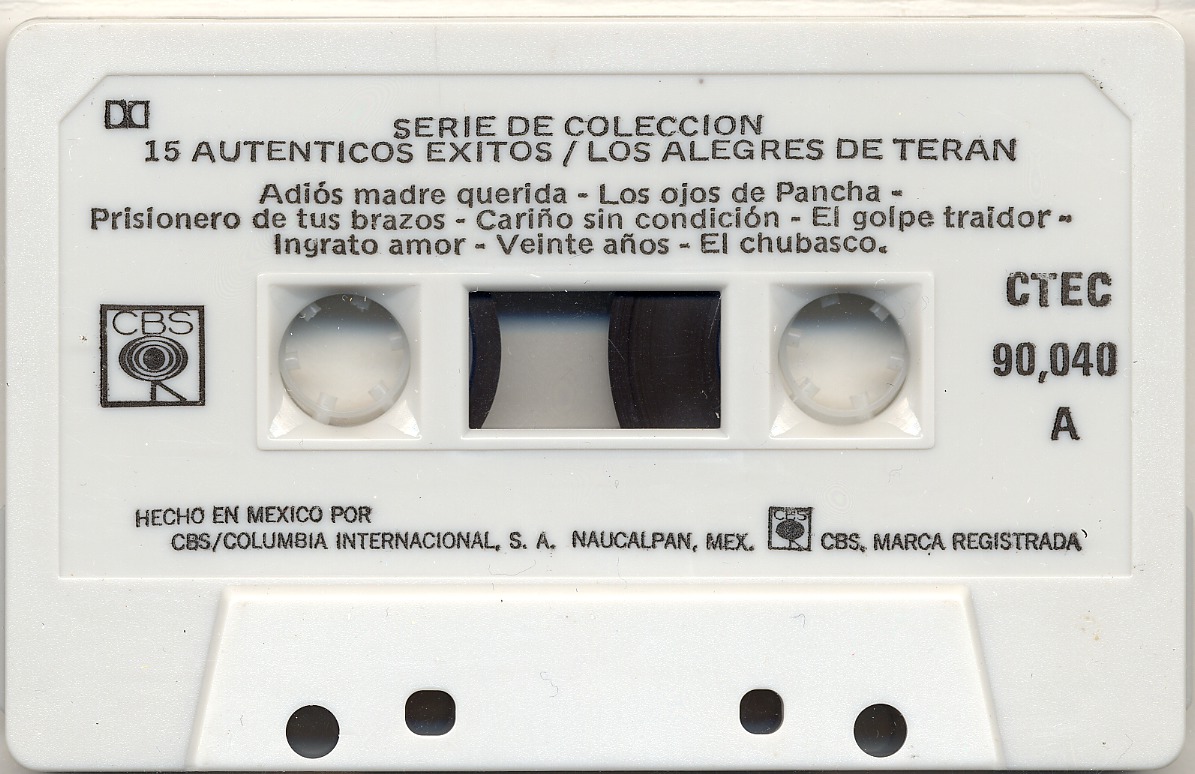 SERIE DE COLECCION
15 AUTENTICOS EXITOS / LOS ALEGRES DE TERAN
Adiós madre querida - Los ojos de Pancha -
Prisionero de tus brazos - Cariño sin condición - El golpe traidor -
Ingrato amor - Veinte años - El chubasco.
CTEC
CBS
90,040
A
HECHO EN MEXICO POR
CBS/COLUMBIA INTERNACIONAL, S. A. NAUCALPAN, MEX. CBS CBS. MARCA REGISTRADA